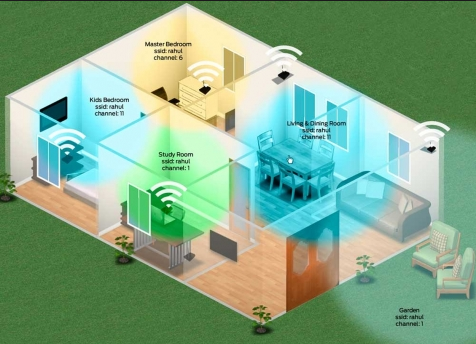 Master Bedroom
ssid: rahul
channel: 6
Kids Bedroom
ssid: rahul
channel: 11
Living & Dining Room
ssid: rahul
channel: 11
Study Room
ssid: rahul
channel: 1
Garden
ssid: rahul
channel: 1